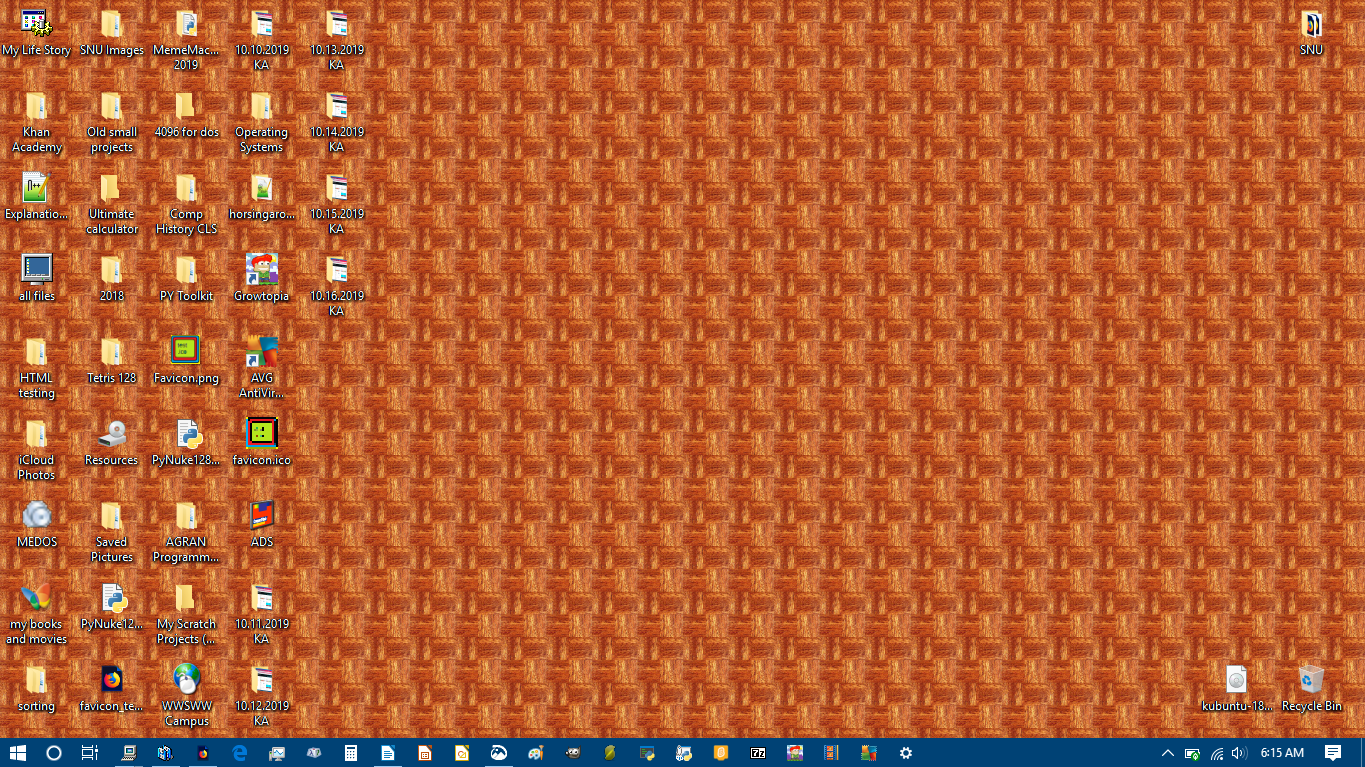 My Life Story
SNU Images
MemeMac...
2019
10.10.2019
KA
10.13.2019
KA
SNU
Khan
Academy
Old small
projects
4096 for dos
Operating
Systems
10.14.2019
KA
Explanatio...
Ultimate
calculator
Comp
History CLS
horsingaro...
10.15.2019
KA
all files
2018
PY Toolkit
Growtopia
10.16.2019
KA
HTML
testing
Tetris 128
Favicon.png
AVG
AntiVir...
iCloud
Photos
Resources
PyNuke128...
favicon.ico
MEDOS
Saved
Pictures
AGRAN
Programm...
ADS
my books
and movies
PyNuke12...
My Scratch
Projects (...
10.11.2019
KA
sorting
favicon_te...
WWSWW
Campus
10.12.2019
KA
kubuntu-18...
Recycle Bin
6:15 AM